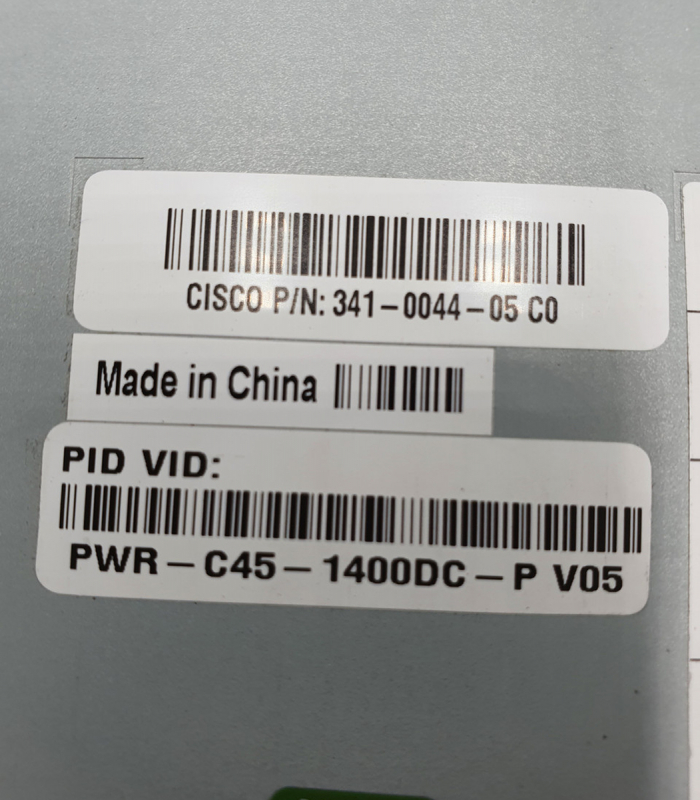 CISCO P/N: 341-0044-05 C0
Made in China
PID VID:
PWR-C45-1400DC-P V05